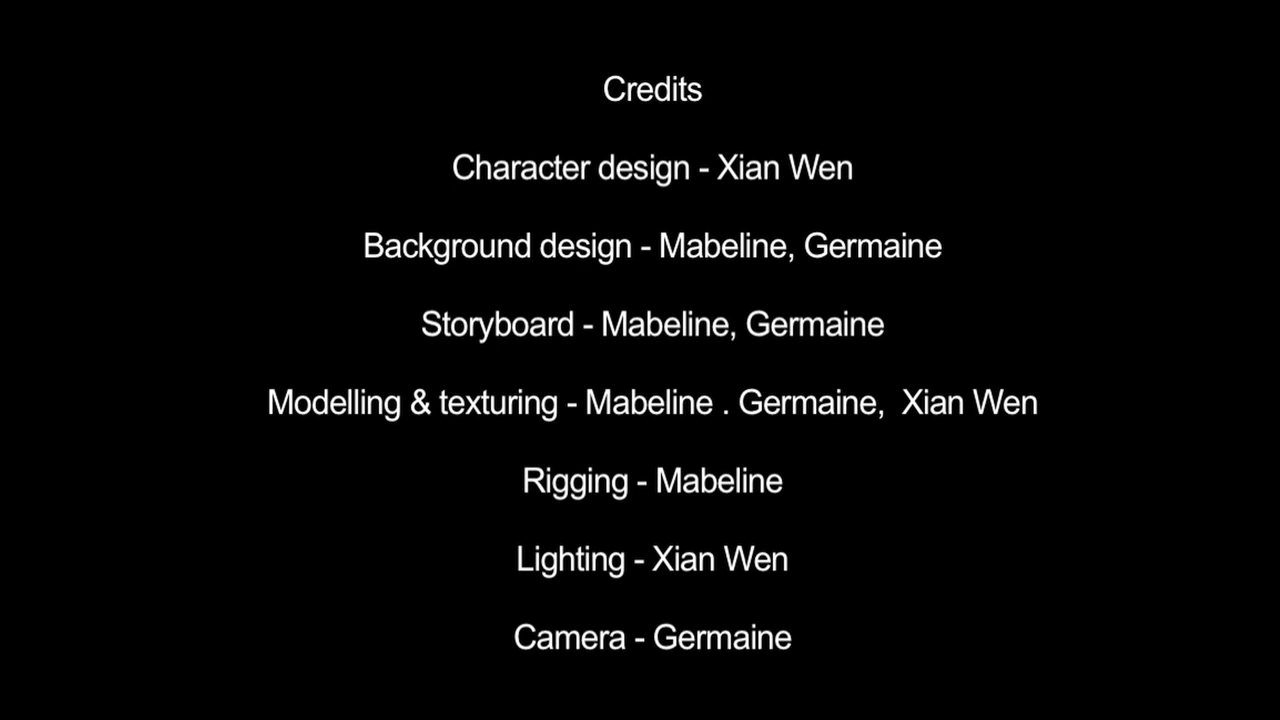 Credits
Character design - Xian Wen
Background design - Mabeline, Germaine
Storyboard - Mabeline, Germaine
Modelling & texturing - Mabeline . Germaine,  Xian Wen
Rigging - Mabeline
Lighting - Xian Wen
Camera - Germaine